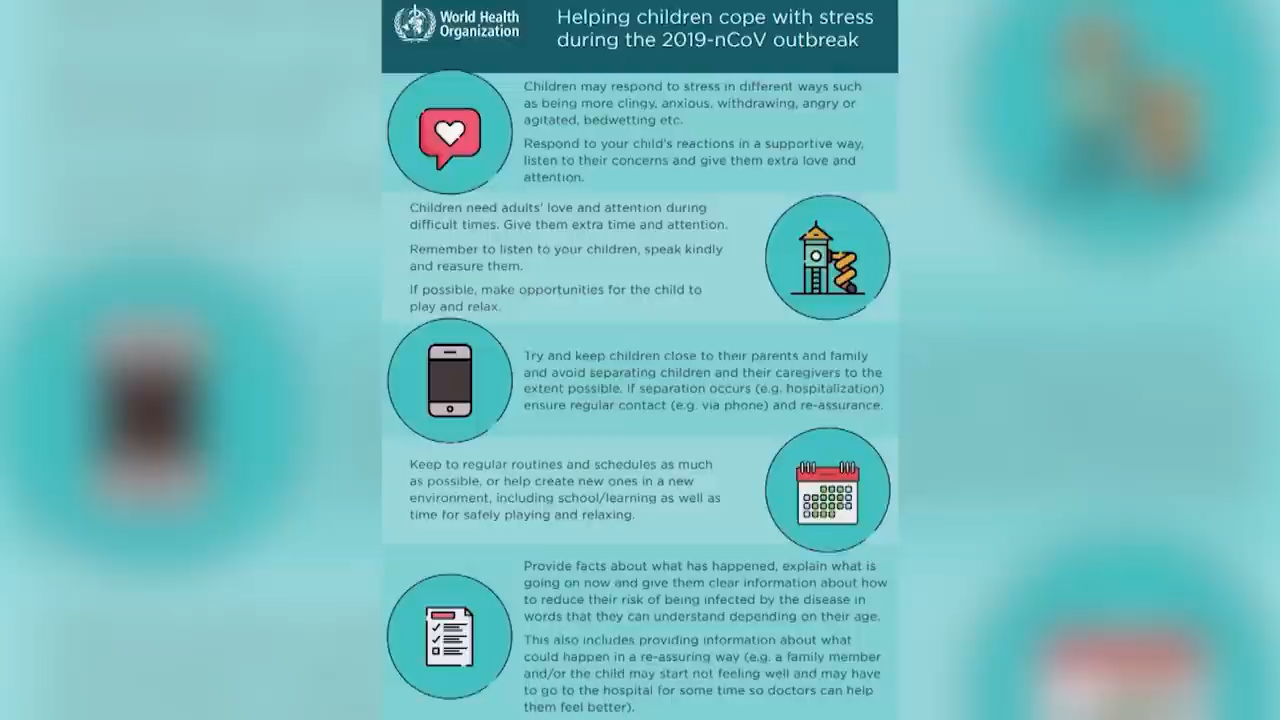 World Health
Organization
Helping children cope with stress
during the 2019-nCoV outbreak
Children may respond to stress in different ways such
as being more clingy, anxious, withdrawing, angry or
agitated, bedwetting etc.
Respond to your child's reactions in a supportive way,
listen to their concerns and give them extra love and
attention.
Children need adults' love and attention during
difficult times. Give them extra time and attention.
Remember to listen to your children, speak kindly
and reasure them.
If possible, make opportunities for the child to
play and relax.
Try and keep children close to their parents and family
and avoid separating children and their caregivers to the
extent possible. If separation occurs (e.g. hospitalization)
ensure regular contact (e.g. via phone) and re-assurance.
Keep to regular routines and schedules as much
as possible, or help create new ones in a new
environment, including school/learning as well as
time for safely playing and relaxing.
Provide facts about what has happened, explain what is
going on now and give them clear information about how
to reduce their risk of being infected by the disease in
words that they can understand depending on their age.
This also includes providing information about what
could happen in a re-assuring way (e.g. a family member
and/or the child may start not feeling well and may have
to go to the hospital for some time so doctors can help
them feel better).